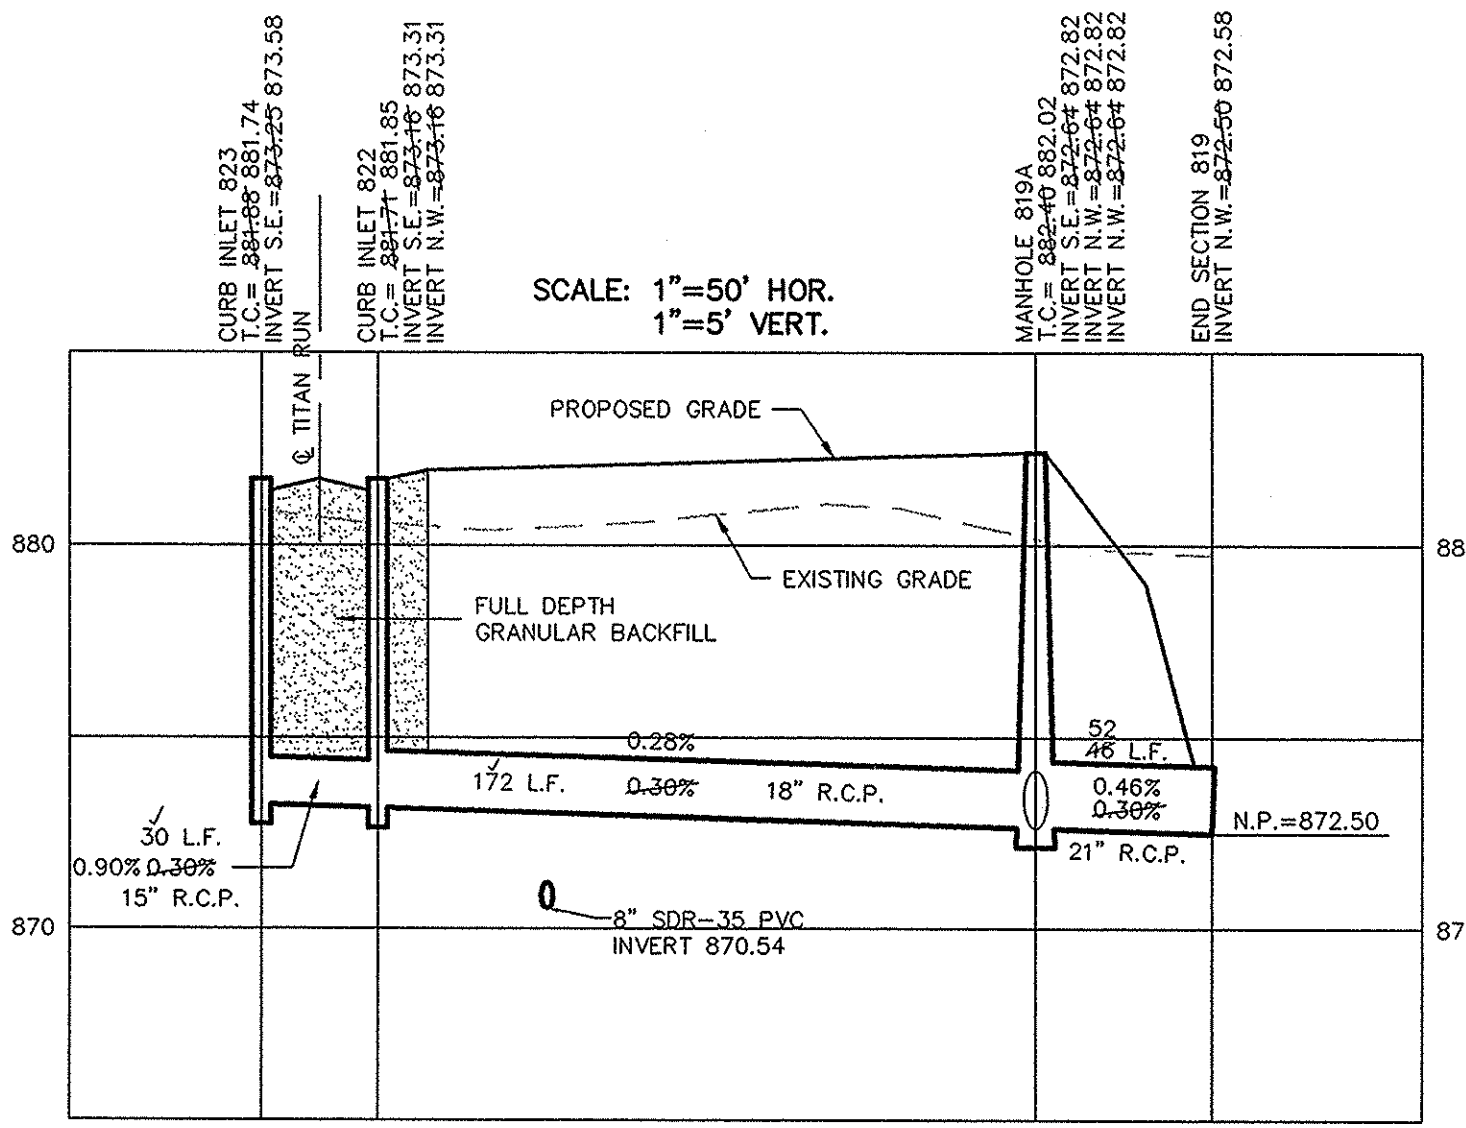 CURB INLET 823
T.C.= 881.88 881.74
INVERT S.E.=873.25 873.58
℄ TITAN RUN
CURB INLET 822
T.C.= 881.71 881.85
INVERT S.E.=873.16 873.31
INVERT N.W.=873.16 873.31
MANHOLE 819A
T.C.= 882.40 882.02
INVERT S.E.=872.64 872.82
INVERT N.W.=872.64 872.82
INVERT N.W.=872.64 872.82
END SECTION 819
INVERT N.W.=872.50 872.58
SCALE: 1"=50' HOR.
1"=5' VERT.
PROPOSED GRADE
880
88
EXISTING GRADE
FULL DEPTH
GRANULAR BACKFILL
0.28%
172 L.F.
0.30%
18" R.C.P.
52
46 L.F.
0.46%
0.30%
21" R.C.P.
N.P.=872.50
30 L.F.
0.90% 0.30%
15" R.C.P.
8" SDR-35 PVC
INVERT 870.54
870
87